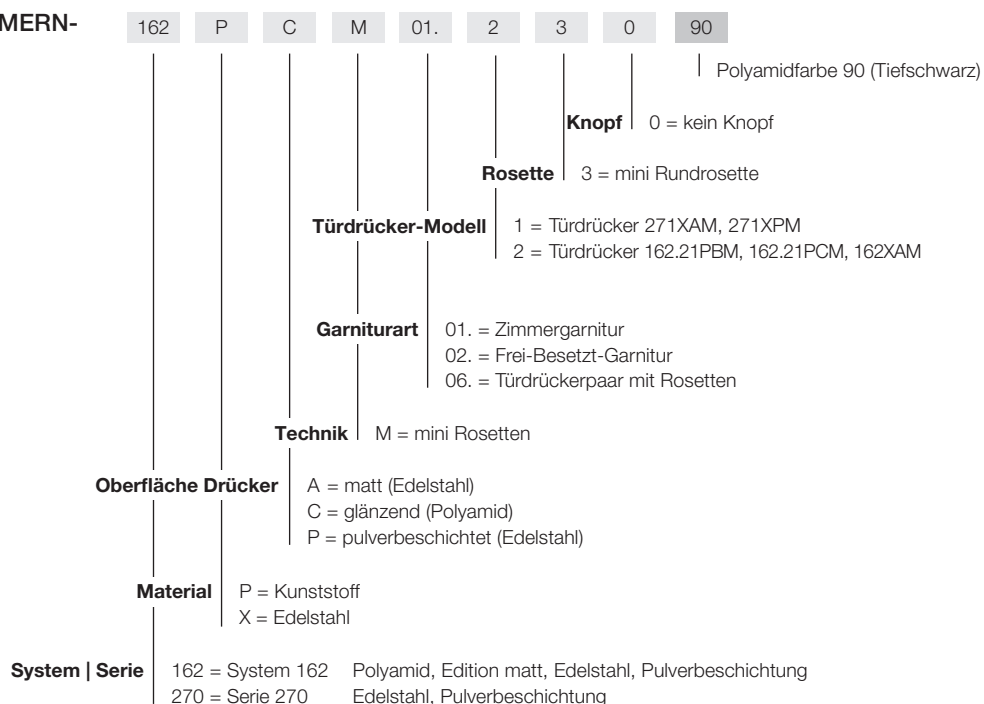 MERN-
162 P C M 01. 2 3 0 90
Polyamidfarbe 90 (Tiefschwarz)
Knopf 0 = kein Knopf
Rosette 3 = mini Rundrosette
Türdrücker-Modell 1 = Türdrücker 271XAM, 271XPM
2 = Türdrücker 162.21PBM, 162.21PCM, 162XAM
Garniturart 01. = Zimmergarnitur
02. = Frei-Besetzt-Garnitur
06. = Türdrückerpaar mit Rosetten
Technik M = mini Rosetten
Oberfläche Drücker A = matt (Edelstahl)
C = glänzend (Polyamid)
P = pulverbeschichtet (Edelstahl)
Material P = Kunststoff
X = Edelstahl
System | Serie 162 = System 162 Polyamid, Edition matt, Edelstahl, Pulverbeschichtung
270 = Serie 270 Edelstahl, Pulverbeschichtung